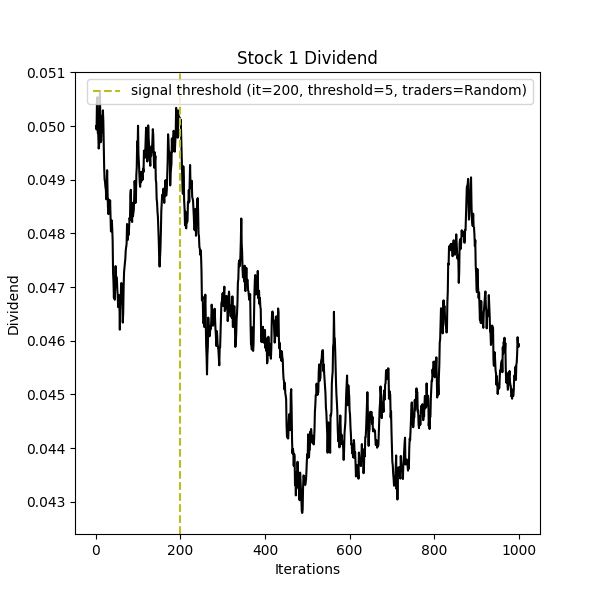 Stock 1 Dividend
signal threshold (it=200, threshold=5, traders=Random)
0.051
0.050
0.049
0.048
0.047
0.046
0.045
0.044
0.043
Dividend
0 200 400 600 800 1000
Iterations